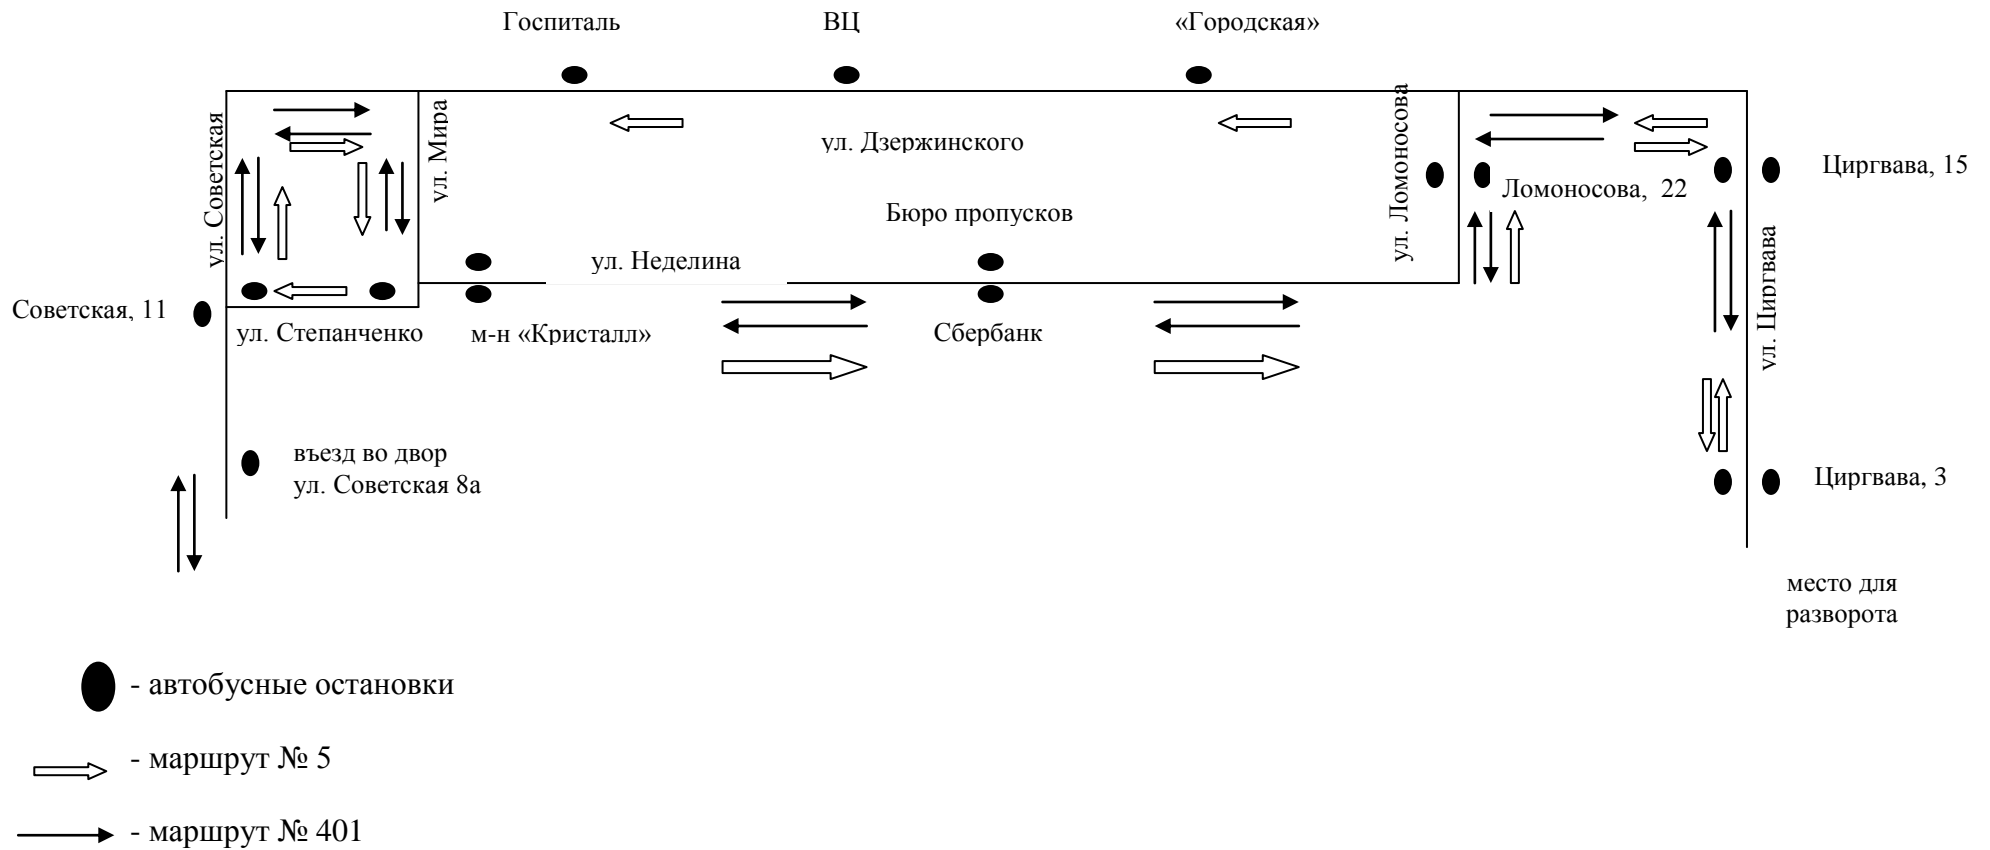 Госпиталь
ВЦ
«Городская»
ул. Советская
ул. Мира
ул. Дзержинского
ул. Ломоносова
Ломоносова, 22
Циргвава, 15
Бюро пропусков
ул. Неделина
ул. Циргвава
Советская, 11
ул. Степанченко
м-н «Кристалл»
Сбербанк
въезд во двор
ул. Советская 8а
Циргвава, 3
место для
разворота
- автобусные остановки
- маршрут № 5
- маршрут № 401